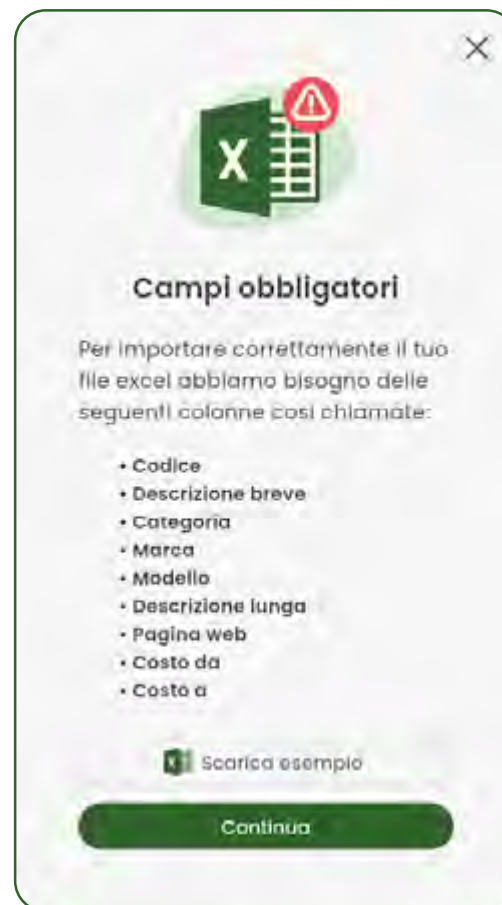 X
Campi obbligatori
Per importare correttamente il tuo
file excel abbiamo bisogno delle
seguenti colonne così chiamate:
• Codice
• Descrizione breve
• Categoria
• Marca
• Modello
• Descrizione lunga
• Pagina web
• Costo da
• Costo a
Scarica esempio
Continua